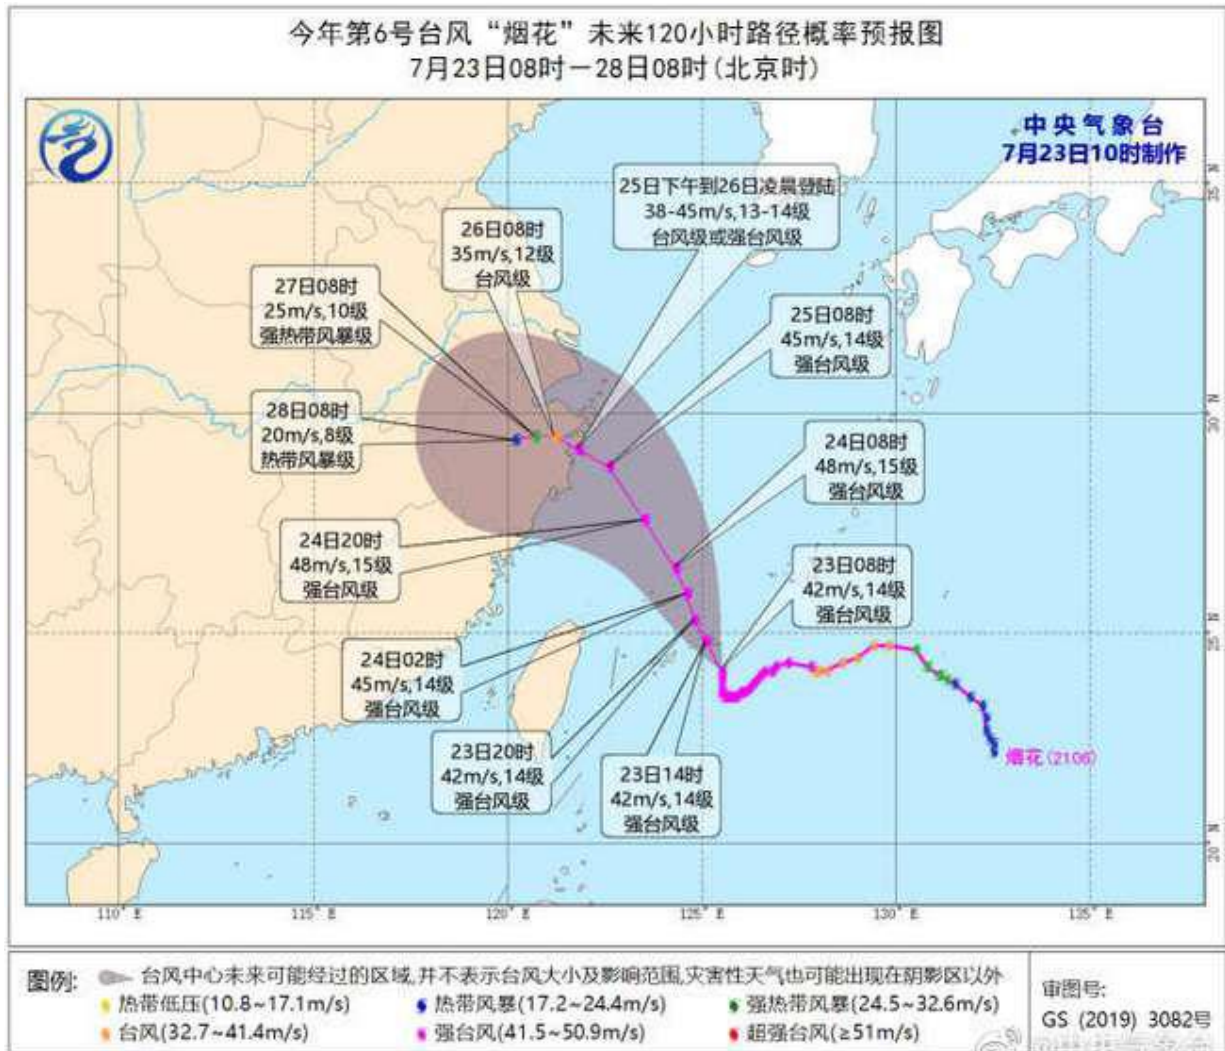 今年第6号台风“烟花”未来120小时路径概率预报图
7月23日08时—28日08时(北京时)
中央气象台
7月23日10时制作
25日下午到26日凌晨登陆
38-45m/s,13-14级
台风级或强台风级
26日08时
35m/s,12级
台风级
27日08时
25m/s,10级
强热带风暴级
25日08时
45m/s,14级
强台风级
28日08时
20m/s,8级
热带风暴级
24日08时
48m/s,15级
强台风级
24日20时
48m/s,15级
强台风级
23日08时
42m/s,14级
强台风级
24日02时
45m/s,14级
强台风级
23日20时
42m/s,14级
强台风级
23日14时
42m/s,14级
强台风级
烟花(2106)
35°N
30°N
25°N
20°N
110°E
115°E
120°E
125°E
130°E
135°E
图例:
台风中心未来可能经过的区域,并不表示台风大小及影响范围,灾害性天气也可能出现在阴影区以外
热带低压(10.8~17.1m/s)
热带风暴(17.2~24.4m/s)
强热带风暴(24.5~32.6m/s)
台风(32.7~41.4m/s)
强台风(41.5~50.9m/s)
超强台风(≥51m/s)
审图号:
GS (2019) 3082号
@中央气象台